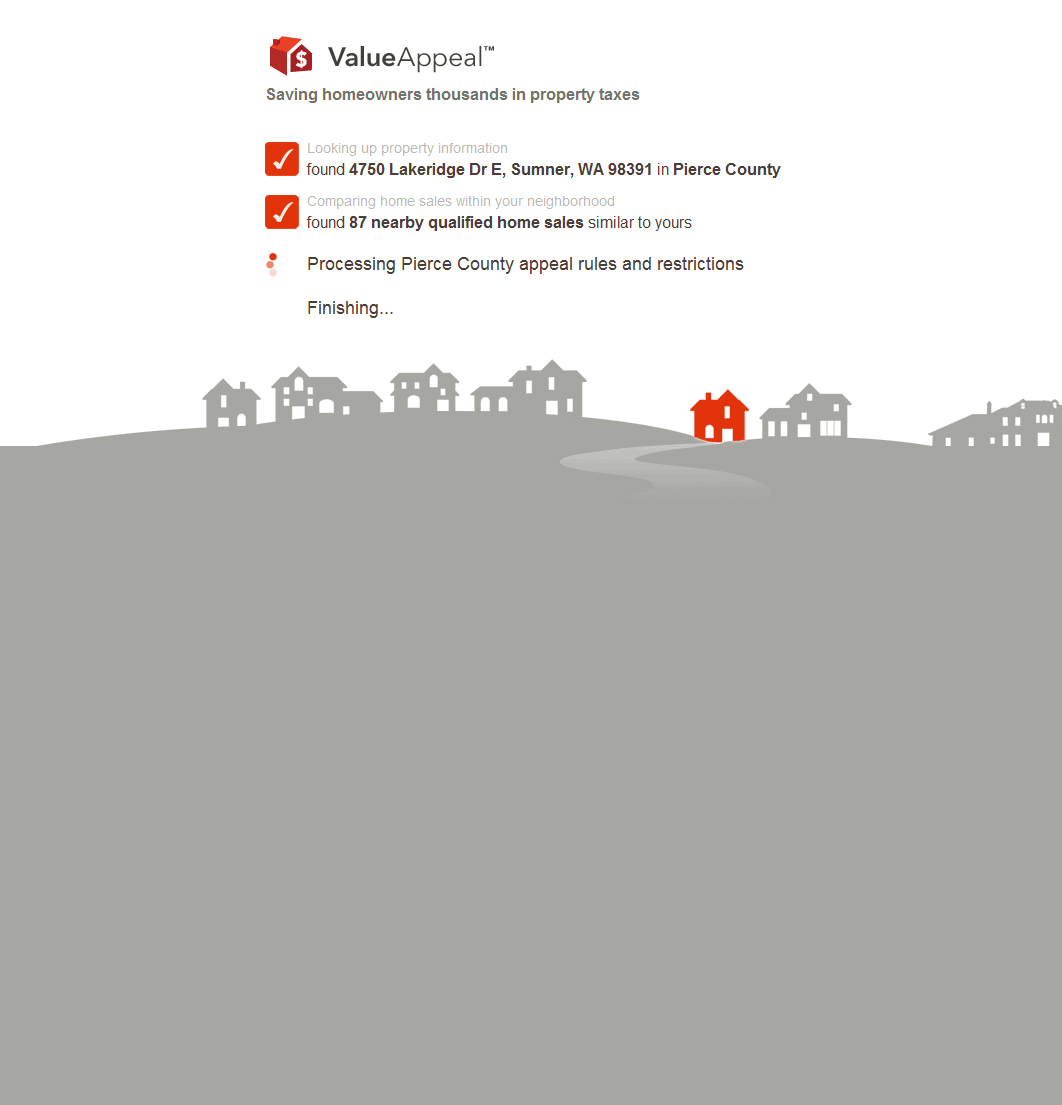 $
ValueAppeal™
Saving homeowners thousands in property taxes
Looking up property information
found 4750 Lakeridge Dr E, Sumner, WA 98391 in Pierce County
Comparing home sales within your neighborhood
found 87 nearby qualified home sales similar to yours
Processing Pierce County appeal rules and restrictions
Finishing...